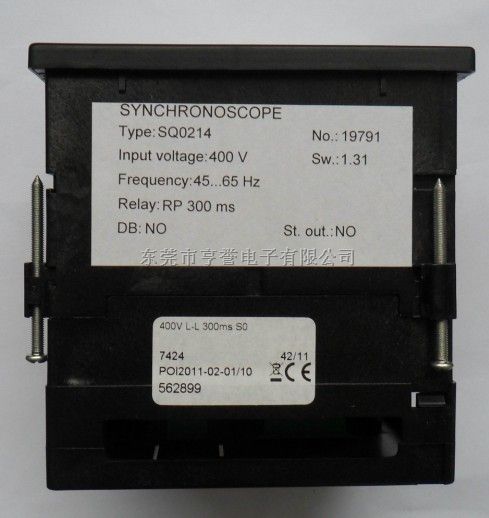 SYNCHRONOSCOPE
Type: SQ0214 No.: 19791
Input voltage: 400 V Sw.: 1.31
Frequency: 45...65 Hz
Relay: RP 300 ms
DB: NO St. out.: NO
东莞市亨誉电子有限公司
400V L-L 300ms S0
7424 42/11
POI2011-02-01/10 CE
562899